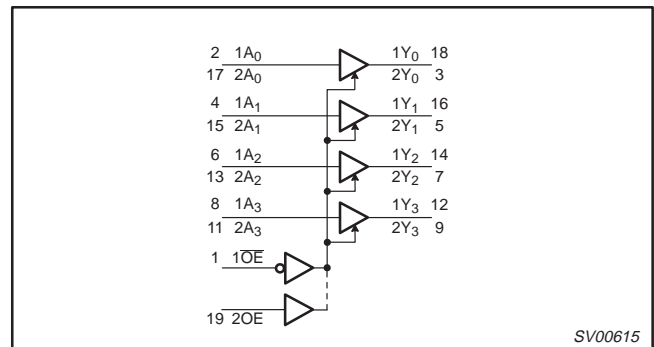 2 1A0 1Y0 18
17 2A0 2Y0 3
4 1A1 1Y1 16
15 2A1 2Y1 5
6 1A2 1Y2 14
13 2A2 2Y2 7
8 1A3 1Y3 12
11 2A3 2Y3 9
1 1O̅E̅
19 2OE
SV00615